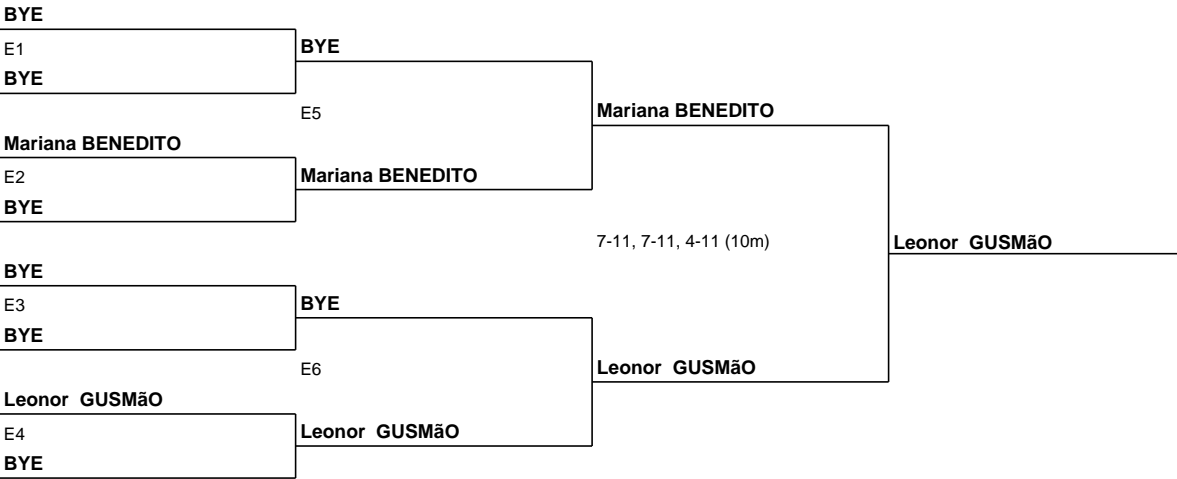 BYE
E1
BYE
BYE
E5
Mariana BENEDITO
Mariana BENEDITO
E2
Mariana BENEDITO
BYE
7-11, 7-11, 4-11 (10m)
Leonor GUSMãO
BYE
E3
BYE
BYE
E6
Leonor GUSMãO
Leonor GUSMãO
E4
Leonor GUSMãO
BYE